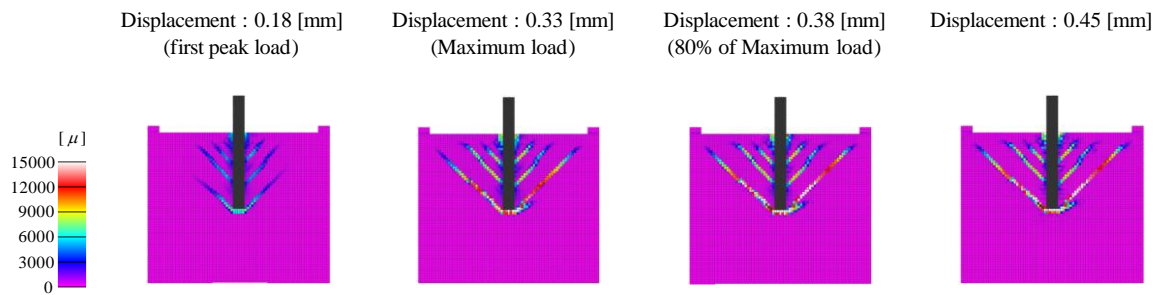 Displacement : 0.18 [mm]
(first peak load)
Displacement : 0.33 [mm]
(Maximum load)
Displacement : 0.38 [mm]
(80% of Maximum load)
Displacement : 0.45 [mm]
[ μ ]
15000
12000
9000
6000
3000
0